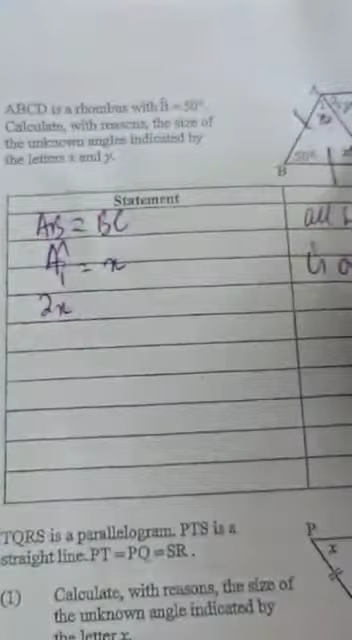 ABCD is a rhombus with B̂ = 50°.
Calculate, with reasons, the size of
the unknown angles indicated by
the letters x and y.
A
50°
B
Statement
AB = BC
all
Â₁ = x
2x
TQRS is a parallelogram. PTS is a
straight line. PT = PQ = SR.
P
x
(1) Calculate, with reasons, the size of
the unknown angle indicated by
the letter x.